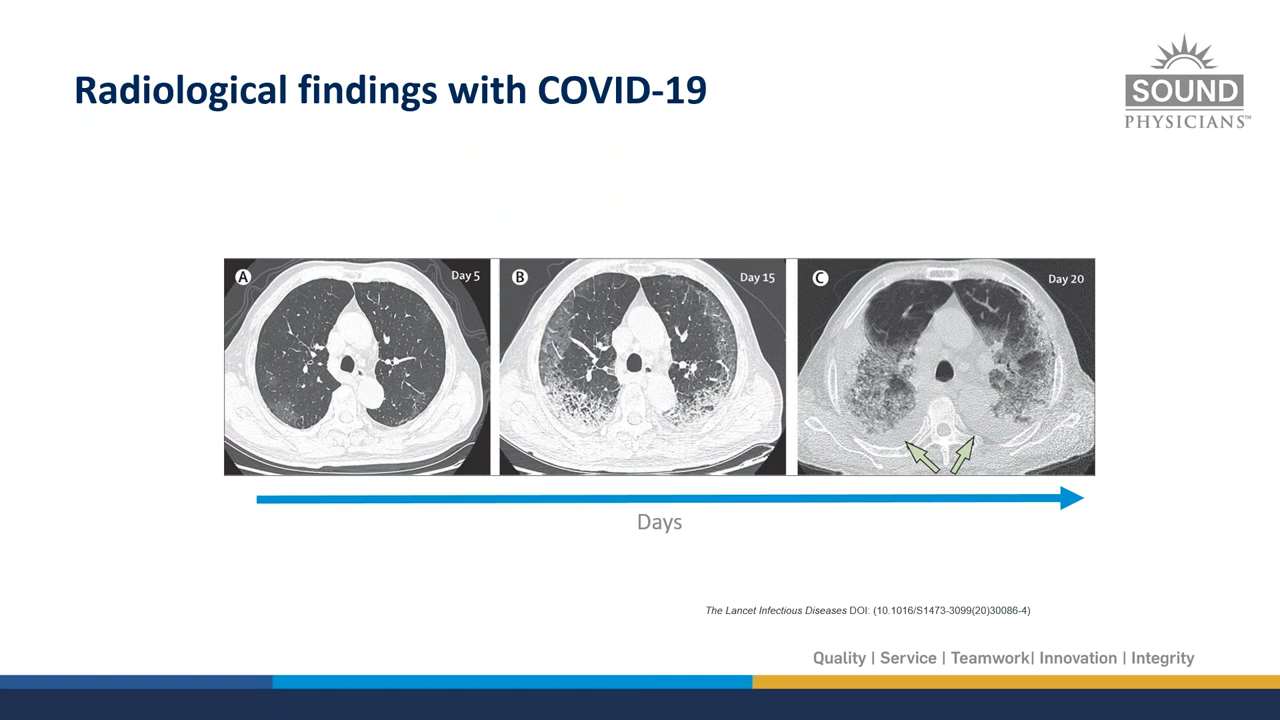 Radiological findings with COVID-19
SOUND
PHYSICIANS™
A
Day 5
B
Day 15
C
Day 20
Days
The Lancet Infectious Diseases DOI: (10.1016/S1473-3099(20)30086-4)
Quality | Service | Teamwork| Innovation | Integrity